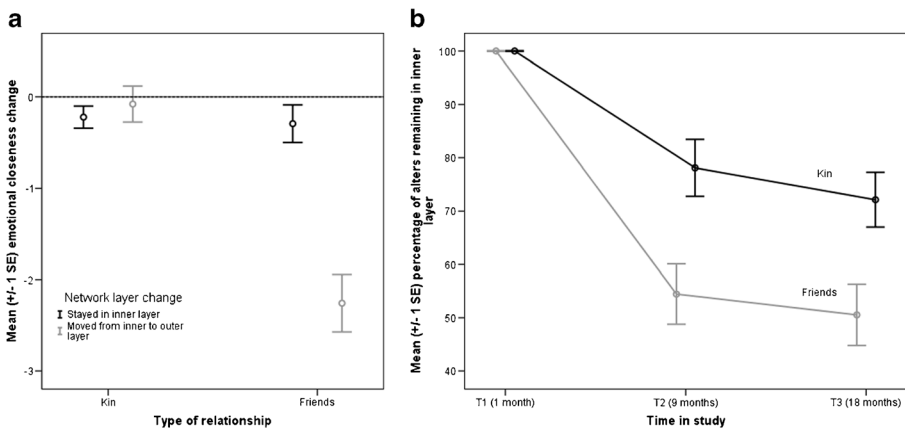 a
Mean (+/- 1 SE) emotional closeness change
0
-1
-2
-3
Network layer change
Stayed in inner layer
Moved from inner to outer
layer
Kin
Friends
Type of relationship
b
Mean (+/- 1 SE) percentage of alters remaining in inner
layer
100
90
80
70
60
50
40
Kin
Friends
T1 (1 month)
T2 (9 months)
T3 (18 months)
Time in study